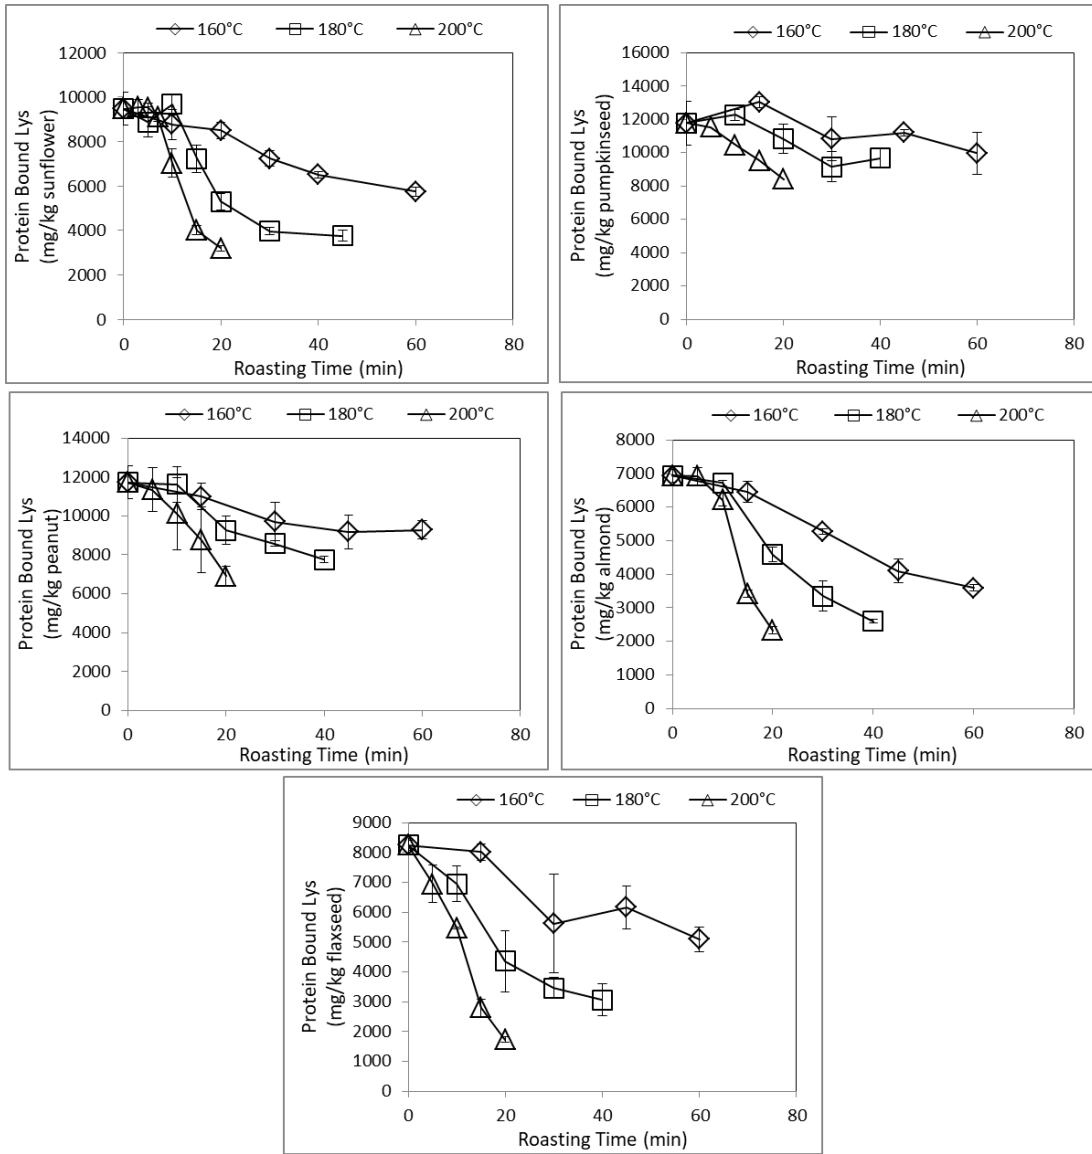 160°C 180°C 200°C
12000
10000
8000
6000
4000
2000
0
0 20 40 60 80
Protein Bound Lys
(mg/kg sunflower)
Roasting Time (min)
160°C 180°C 200°C
16000
14000
12000
10000
8000
6000
4000
2000
0
0 20 40 60 80
Protein Bound Lys
(mg/kg pumpkinseed)
Roasting Time (min)
160°C 180°C 200°C
14000
12000
10000
8000
6000
4000
2000
0
0 20 40 60 80
Protein Bound Lys
(mg/kg peanut)
Roasting Time (min)
160°C 180°C 200°C
8000
7000
6000
5000
4000
3000
2000
1000
0
0 20 40 60 80
Protein Bound Lys
(mg/kg almond)
Roasting Time (min)
160°C 180°C 200°C
9000
8000
7000
6000
5000
4000
3000
2000
1000
0
0 20 40 60 80
Protein Bound Lys
(mg/kg flaxseed)
Roasting Time (min)